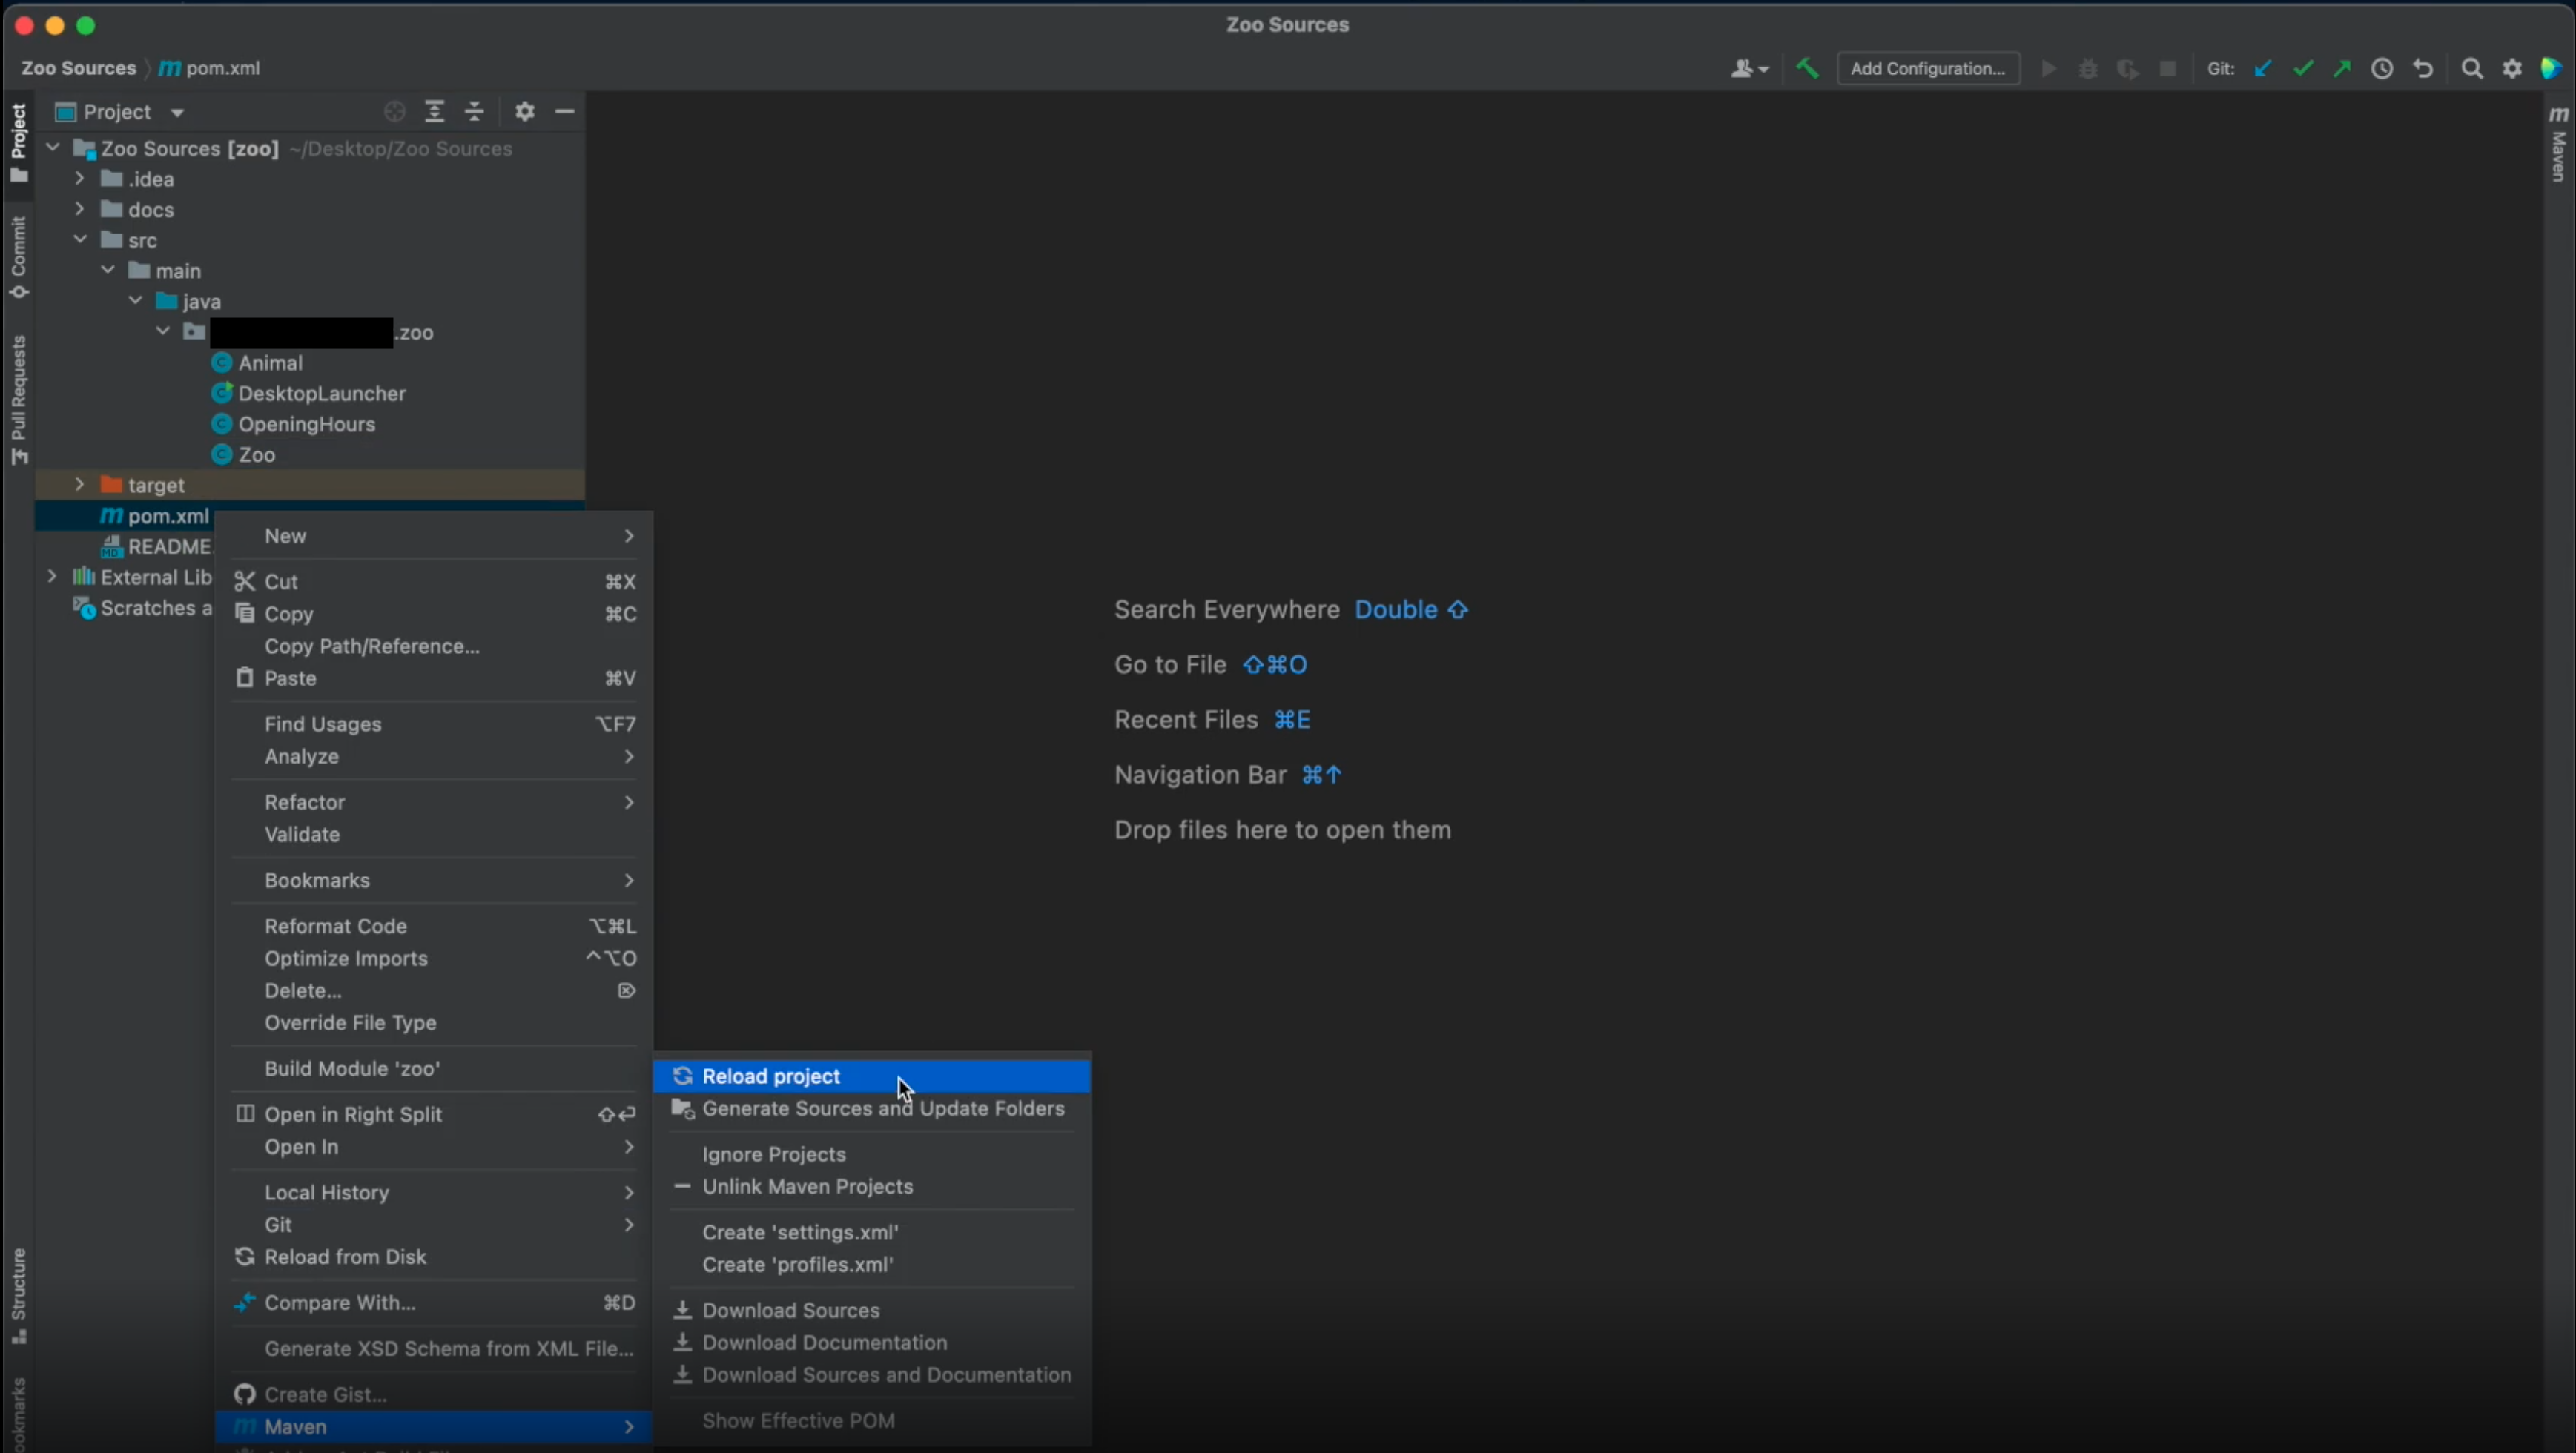 Zoo Sources
Zoo Sources pom.xml
Add Configuration...
Git:
Project
Project
Commit
Pull Requests
Structure
Maven
Zoo Sources [zoo] ~/Desktop/Zoo Sources
.idea
docs
src
main
java
.zoo
Animal
DesktopLauncher
OpeningHours
Zoo
target
pom.xml
README.
External Lib
Scratches a
New
Cut ⌘X
Copy ⌘C
Copy Path/Reference...
Paste ⌘V
Find Usages ⌥F7
Analyze
Refactor
Validate
Bookmarks
Reformat Code ⌥⌘L
Optimize Imports ^⌥O
Delete... ⌦
Override File Type
Build Module 'zoo'
Open in Right Split ⇧⏎
Open In
Local History
Git
Reload from Disk
Compare With... ⌘D
Generate XSD Schema from XML File...
Create Gist...
Maven
Reload project
Generate Sources and Update Folders
Ignore Projects
Unlink Maven Projects
Create 'settings.xml'
Create 'profiles.xml'
Download Sources
Download Documentation
Download Sources and Documentation
Show Effective POM
Search Everywhere Double ⇧
Go to File ⇧⌘O
Recent Files ⌘E
Navigation Bar ⌘↑
Drop files here to open them